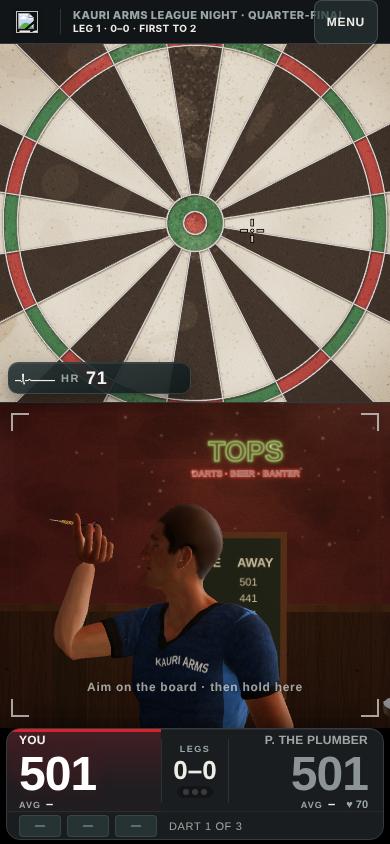 KAURI ARMS LEAGUE NIGHT · QUARTER-FINAL
LEG 1 · 0–0 · FIRST TO 2
MENU
HR 71
TOPS
DARTS · BEER · BANTER
E AWAY
501
441
KAURI ARMS
Aim on the board · then hold here
YOU
501
AVG –
LEGS
0–0
P. THE PLUMBER
501
AVG – ♥ 70
– – –
DART 1 OF 3